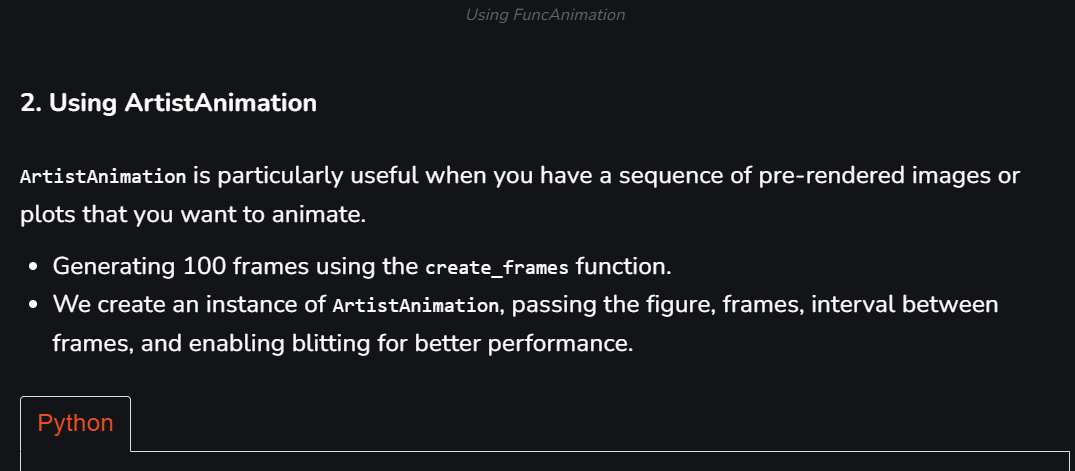 Using FuncAnimation
2. Using ArtistAnimation
ArtistAnimation is particularly useful when you have a sequence of pre-rendered images or
plots that you want to animate.
• Generating 100 frames using the create_frames function.
• We create an instance of ArtistAnimation, passing the figure, frames, interval between
frames, and enabling blitting for better performance.
Python